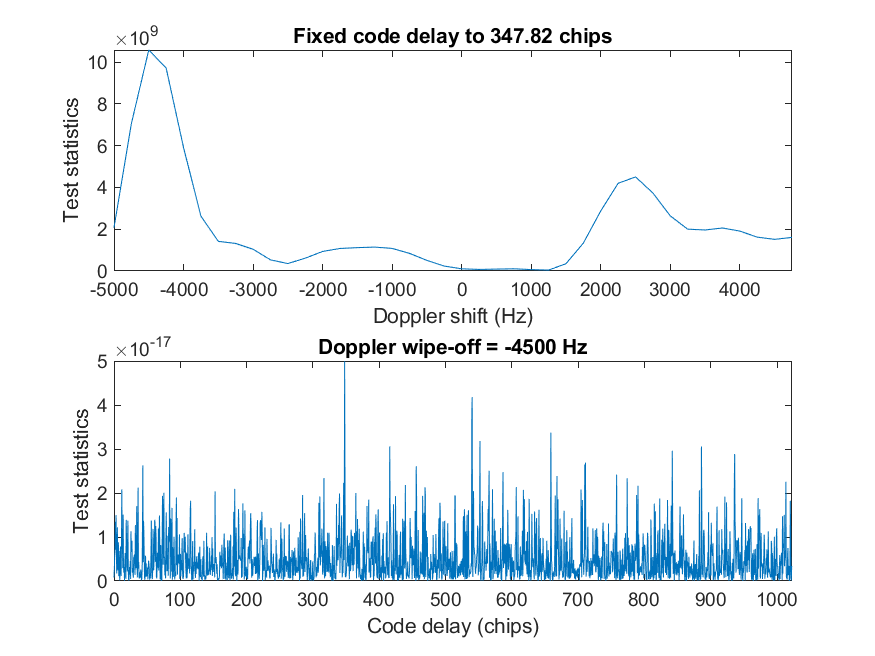 Fixed code delay to 347.82 chips
×10^9
10
8
6
4
2
0
Test statistics
-5000 -4000 -3000 -2000 -1000 0 1000 2000 3000 4000
Doppler shift (Hz)
Doppler wipe-off = -4500 Hz
×10^-17
5
4
3
2
1
0
Test statistics
0 100 200 300 400 500 600 700 800 900 1000
Code delay (chips)